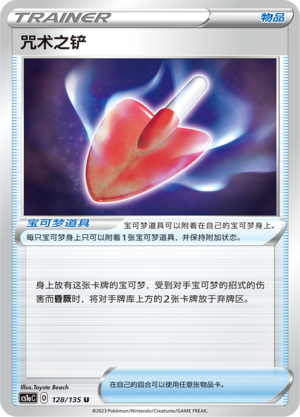 TRAINER 物品
咒术之铲
宝可梦道具 宝可梦道具可以附着在自己的宝可梦身上。
每只宝可梦身上只可以附着1张宝可梦道具，并保持附加状态。
身上放有这张卡牌的宝可梦，受到对手宝可梦的招式的伤
害而昏厥时，将对手牌库上方的2张卡牌放于弃牌区。
Illus.Toyste Beach
CS1aC D 128/135 U
在自己的回合可以使用任意张物品卡。
©2023 Pokémon/Nintendo/Creatures/GAME FREAK.